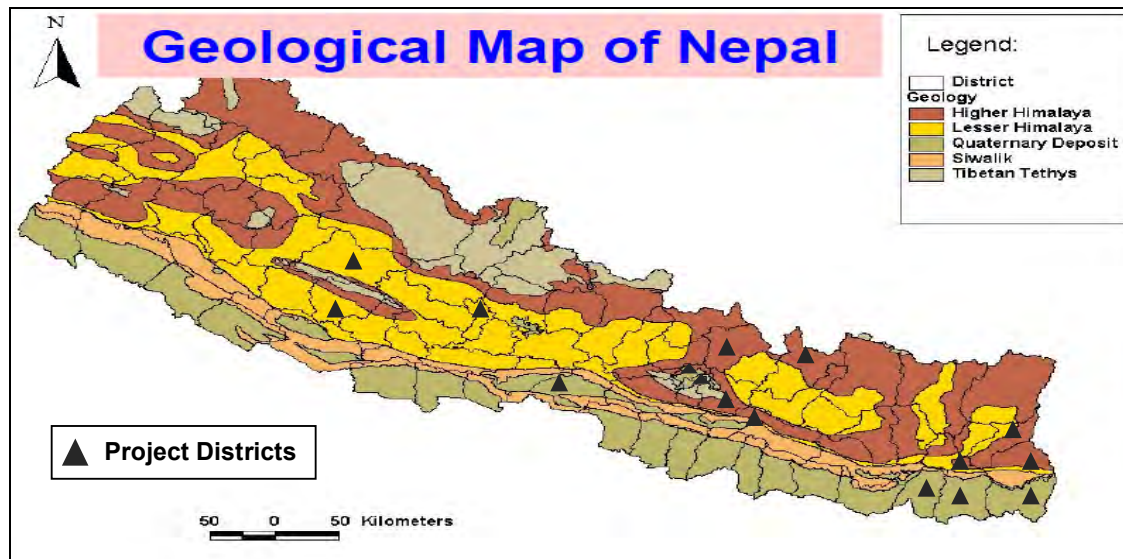 N
Geological Map of Nepal
Legend:
District
Geology
Higher Himalaya
Lesser Himalaya
Quaternary Deposit
Siwalik
Tibetan Tethys
Project Districts
50 0 50 Kilometers